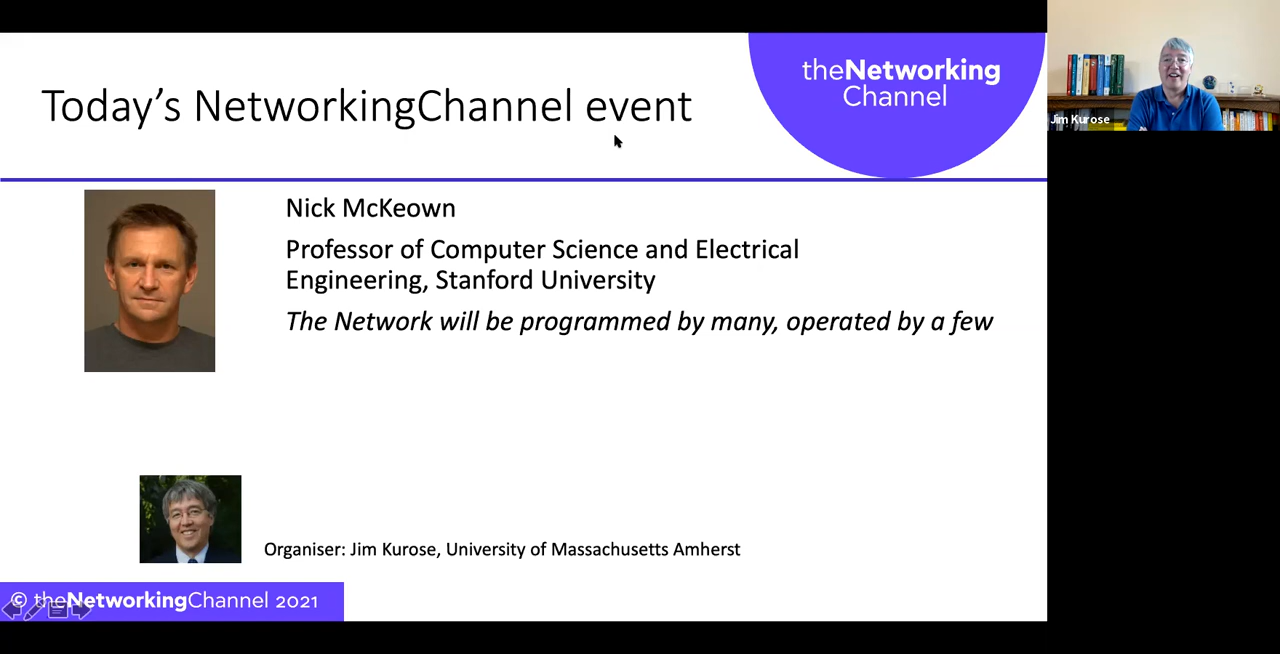 Today's NetworkingChannel event
theNetworking
Channel
Jim Kurose
Nick McKeown
Professor of Computer Science and Electrical
Engineering, Stanford University
The Network will be programmed by many, operated by a few
Organiser: Jim Kurose, University of Massachusetts Amherst
© theNetworkingChannel 2021